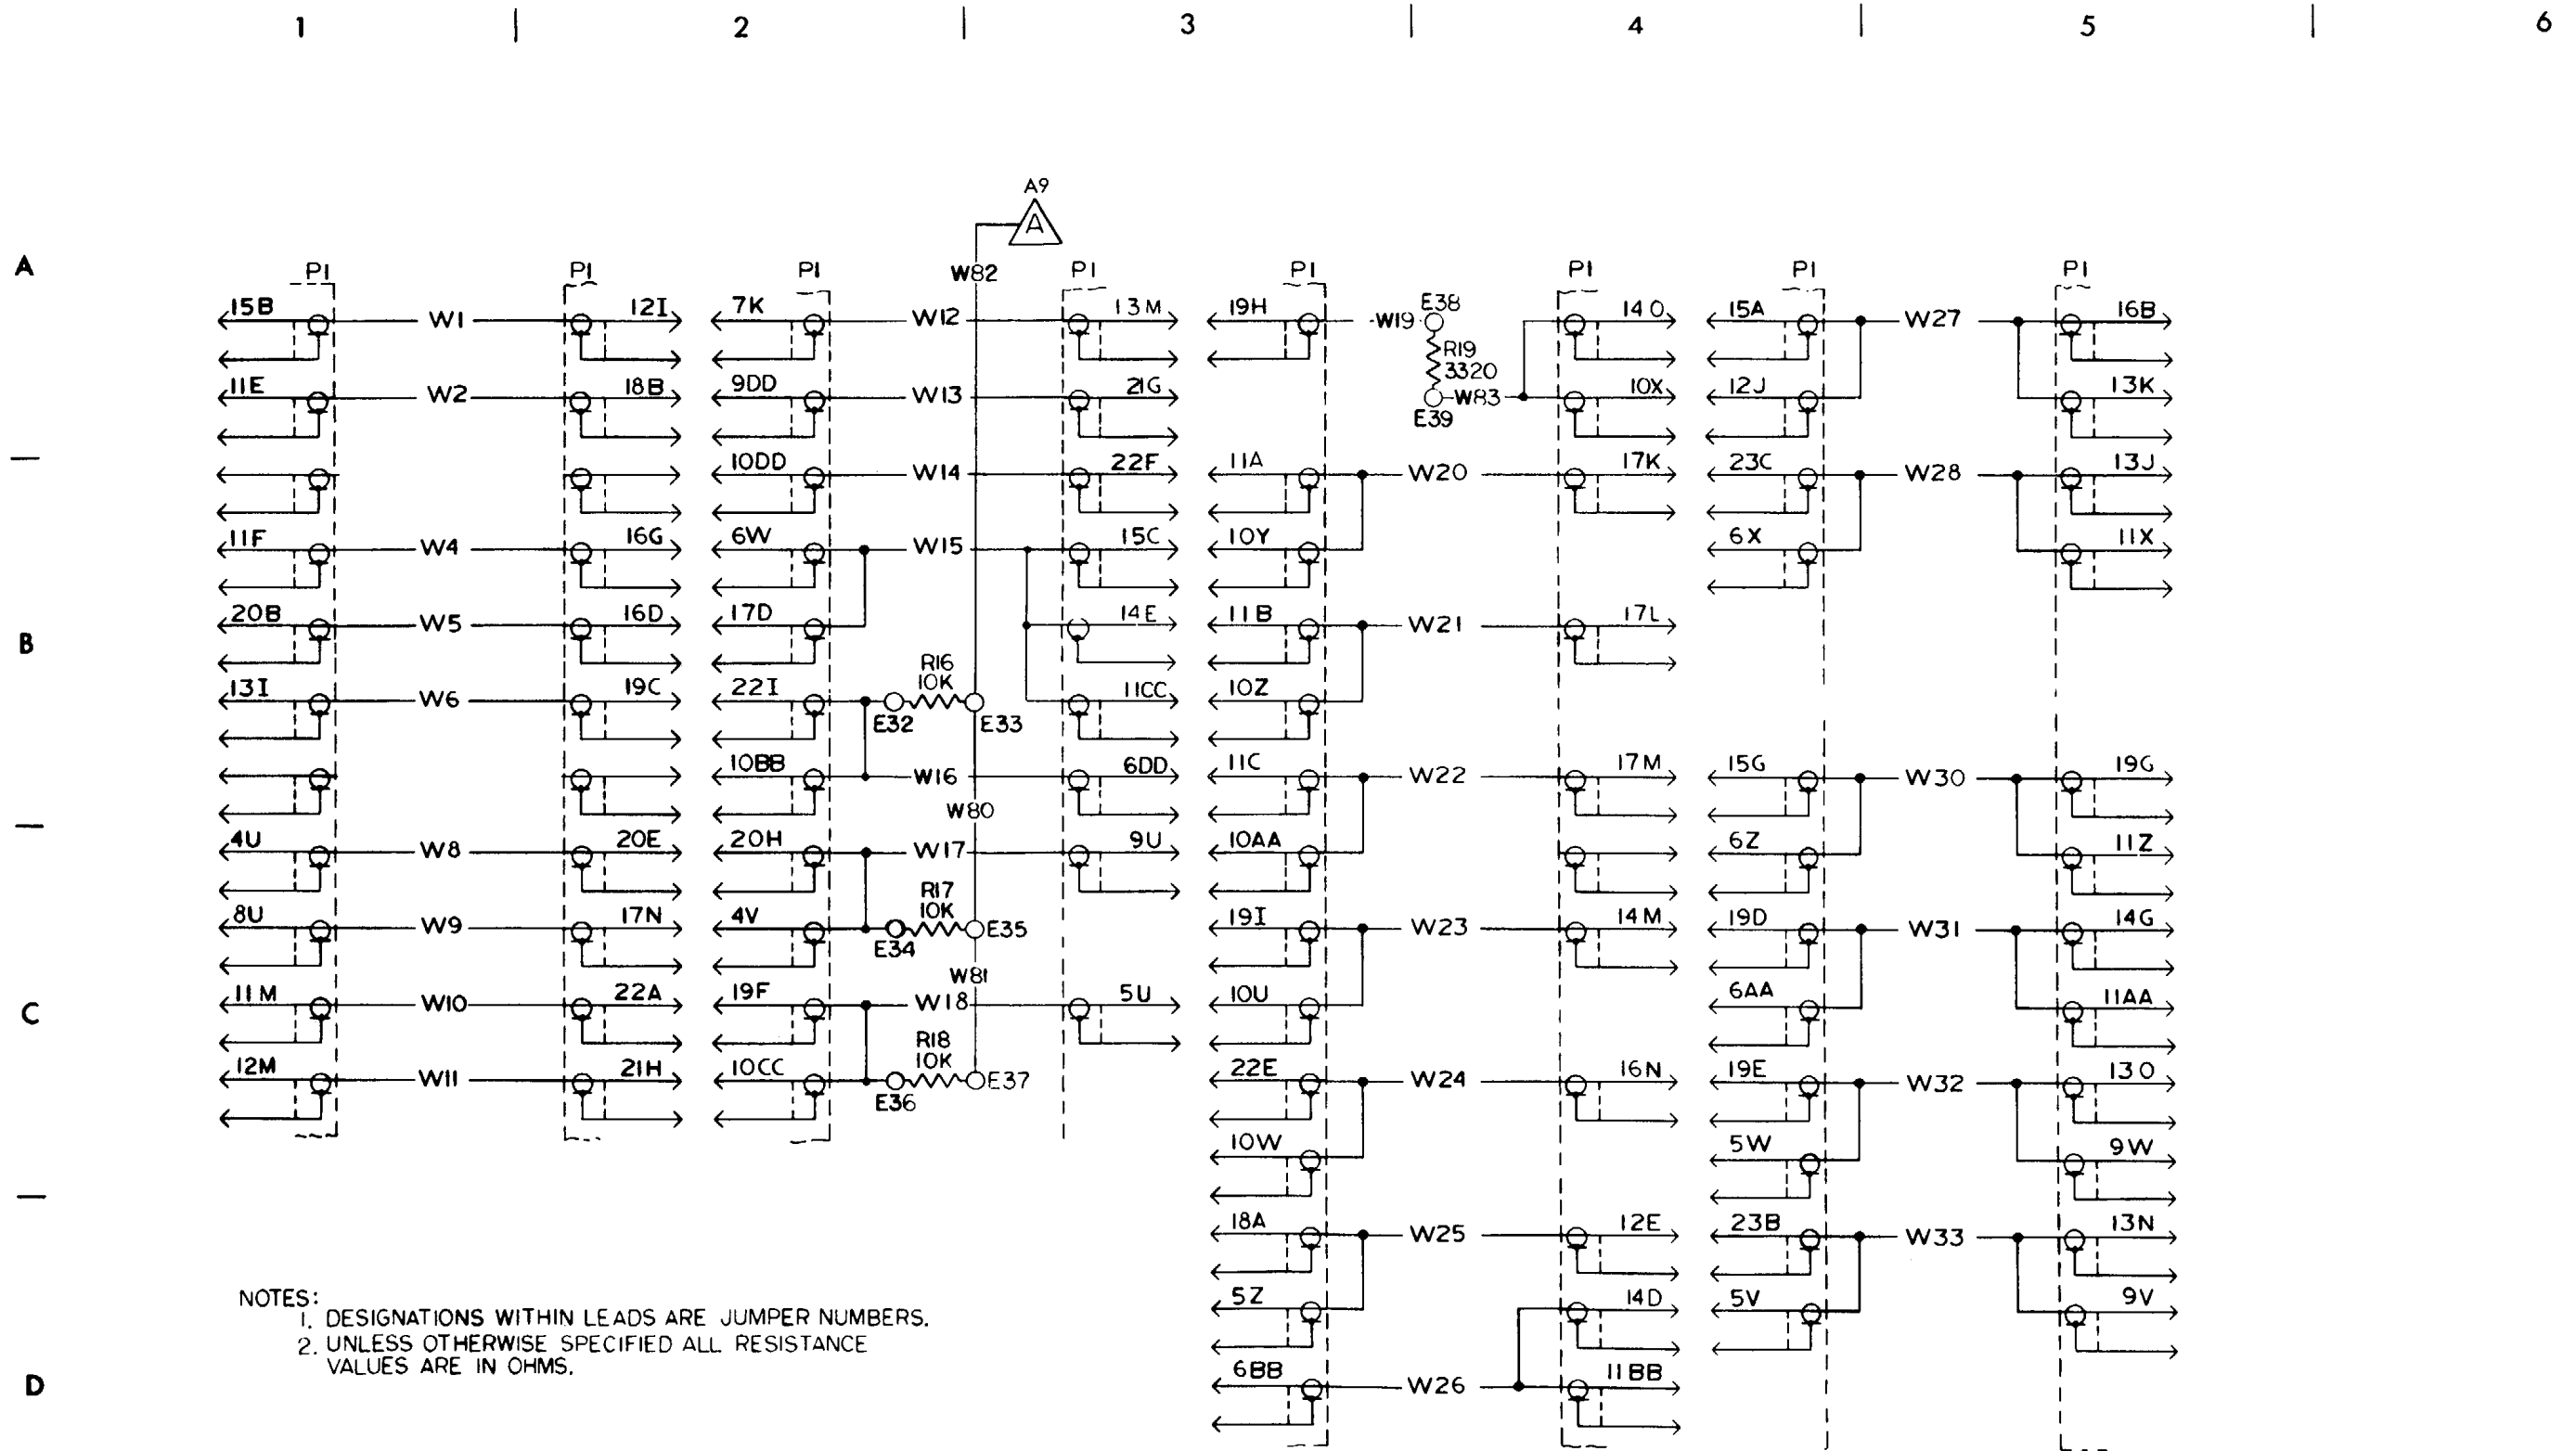 1 2 3 4 5 6
A9
A
A
P1 P1 P1 W82 P1 P1 P1 P1 P1
15B W1 12I 7K W12 13M 19H W19 E38 14O 15A W27 16B
R19
3320
11E W2 18B 9DD W13 21G W83 10X 12J 13K
E39
10DD W14 22F 11A W20 17K 23C W28 13J
11F W4 16G 6W W15 15C 10Y 6X 11X
20B W5 16D 17D 14E 11B W21 17L
B
R16
10K
13I W6 19C 22I 11CC 10Z
E32 E33
10BB W16 6DD 11C W22 17M 15G W30 19G
W80
4U W8 20E 20H W17 9U 10AA 6Z 11Z
R17
10K
8U W9 17N 4V E35 19I W23 14M 19D W31 14G
E34
W81
11M W10 22A 19F W18 5U 10U 6AA 11AA
C
R18
10K
12M W11 21H 10CC E37 22E W24 16N 19E W32 13O
E36
10W 5W 9W
18A W25 12E 23B W33 13N
5Z 14D 5V 9V
6BB W26 11BB
D
NOTES:
1. DESIGNATIONS WITHIN LEADS ARE JUMPER NUMBERS.
2. UNLESS OTHERWISE SPECIFIED ALL RESISTANCE
VALUES ARE IN OHMS.